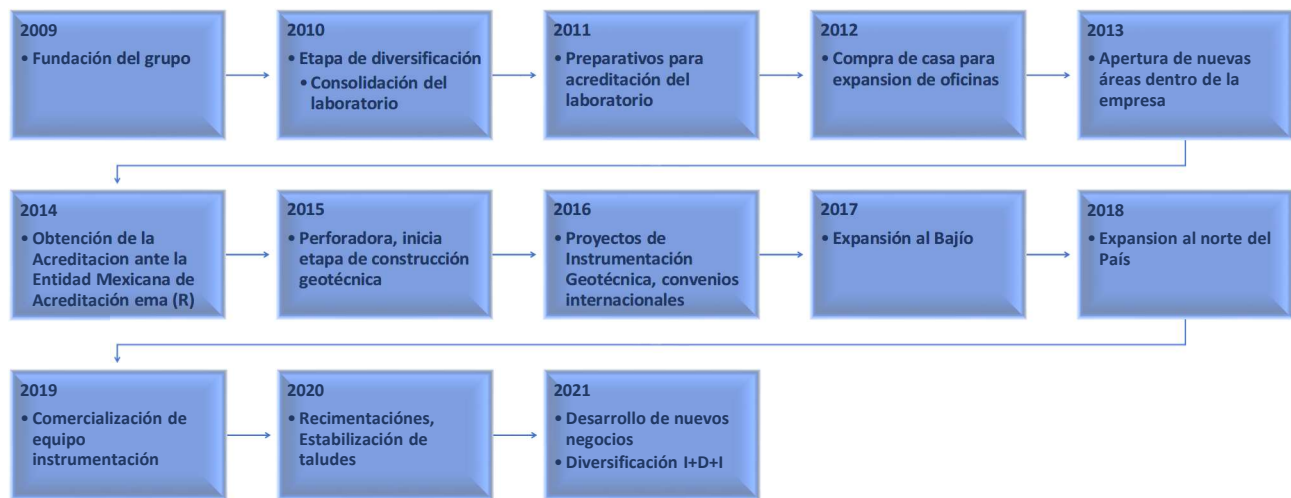 2009
• Fundación del grupo
2010
• Etapa de diversificación
• Consolidación del
laboratorio
2011
• Preparativos para
acreditación del
laboratorio
2012
• Compra de casa para
expansion de oficinas
2013
• Apertura de nuevas
áreas dentro de la
empresa
2014
• Obtención de la
Acreditacion ante la
Entidad Mexicana de
Acreditación ema (R)
2015
• Perforadora, inicia
etapa de construcción
geotécnica
2016
• Proyectos de
Instrumentación
Geotécnica, convenios
internacionales
2017
• Expansión al Bajío
2018
• Expansion al norte del
País
2019
• Comercialización de
equipo
instrumentación
2020
• Recimentaciónes,
Estabilización de
taludes
2021
• Desarrollo de nuevos
negocios
• Diversificación I+D+I